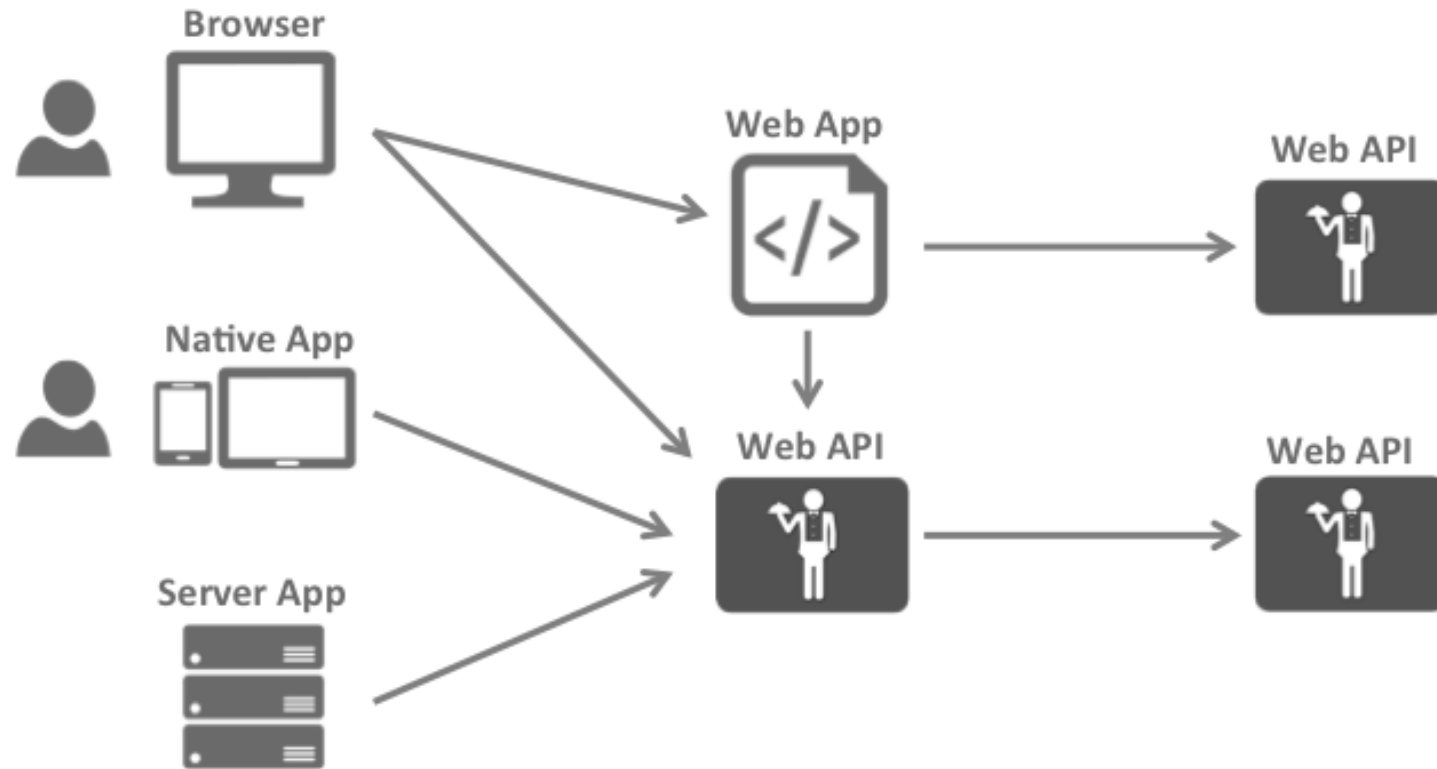 Browser
Web App
Web API
Native App
Web API
Web API
Server App
</>